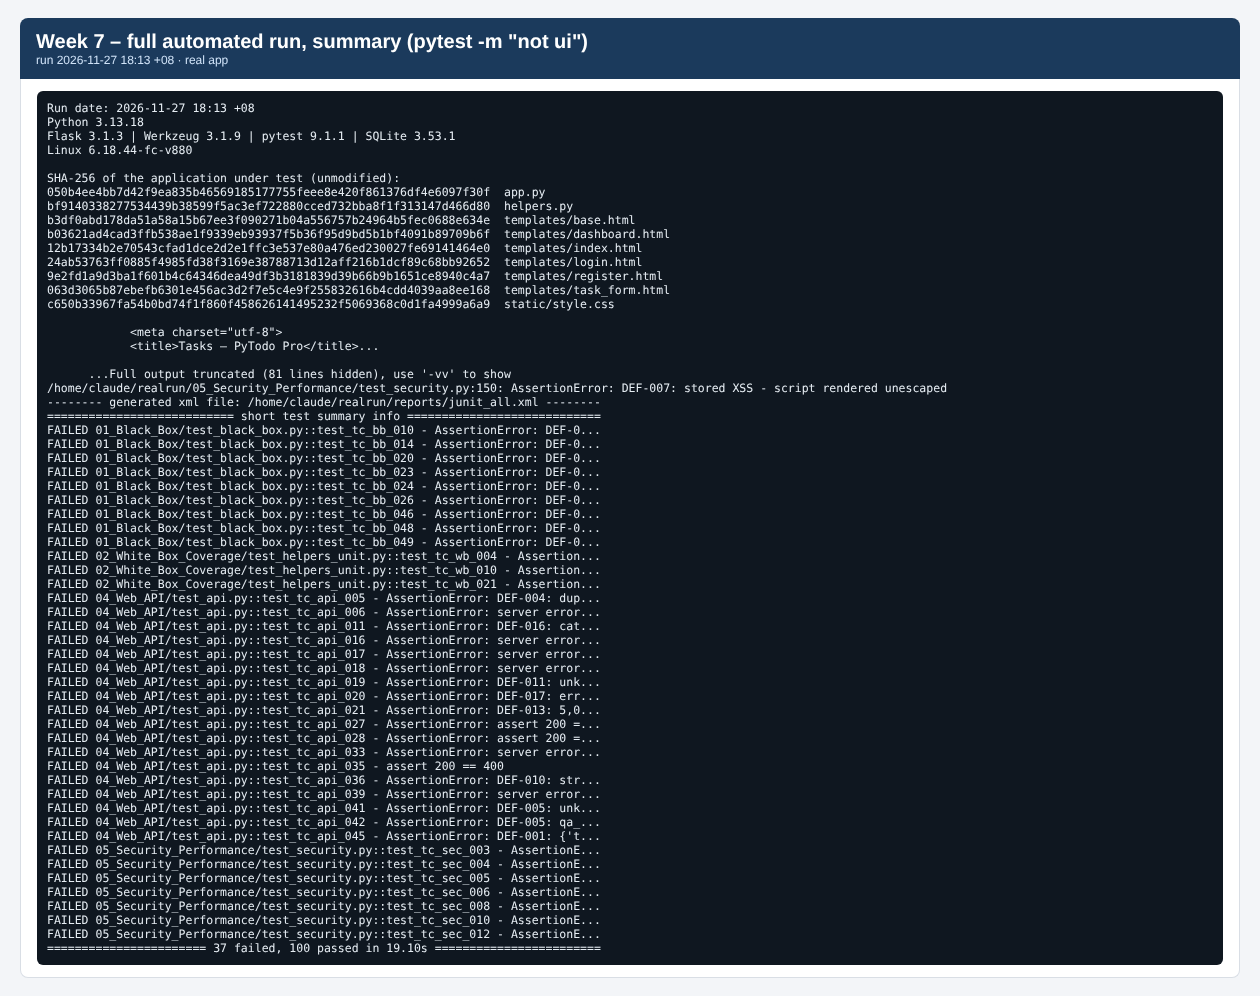 Week 7 – full automated run, summary (pytest -m "not ui")
run 2026-11-27 18:13 +08 · real app
Run date: 2026-11-27 18:13 +08
Python 3.13.18
Flask 3.1.3 | Werkzeug 3.1.9 | pytest 9.1.1 | SQLite 3.53.1
Linux 6.18.44-fc-v880
SHA-256 of the application under test (unmodified):
050b4ee4bb7d42f9ea835b46569185177755feee8e420f861376df4e6097f30f  app.py
bf9140338277534439b38599f5ac3ef722880cced732bba8f1f313147d466d80  helpers.py
b3df0abd178da51a58a15b67ee3f090271b04a556757b24964b5fec0688e634e  templates/base.html
b03621ad4cad3ffb538ae1f9339eb93937f5b36f95d9bd5b1bf4091b89709b6f  templates/dashboard.html
12b17334b2e70543cfad1dce2d2e1ffc3e537e80a476ed230027fe69141464e0  templates/index.html
24ab53763ff0885f4985fd38f3169e38788713d12aff216b1dcf89c68bb92652  templates/login.html
9e2fd1a9d3ba1f601b4c64346dea49df3b3181839d39b66b9b1651ce8940c4a7  templates/register.html
063d3065b87ebefb6301e456ac3d2f7e5c4e9f255832616b4cdd4039aa8ee168  templates/task_form.html
c650b33967fa54b0bd74f1f860f458626141495232f5069368c0d1fa4999a6a9  static/style.css
<meta charset="utf-8">
<title>Tasks — PyTodo Pro</title>...
...Full output truncated (81 lines hidden), use '-vv' to show
/home/claude/realrun/05_Security_Performance/test_security.py:150: AssertionError: DEF-007: stored XSS - script rendered unescaped
-------- generated xml file: /home/claude/realrun/reports/junit_all.xml --------
=========================== short test summary info ============================
FAILED 01_Black_Box/test_black_box.py::test_tc_bb_010 - AssertionError: DEF-0...
FAILED 01_Black_Box/test_black_box.py::test_tc_bb_014 - AssertionError: DEF-0...
FAILED 01_Black_Box/test_black_box.py::test_tc_bb_020 - AssertionError: DEF-0...
FAILED 01_Black_Box/test_black_box.py::test_tc_bb_023 - AssertionError: DEF-0...
FAILED 01_Black_Box/test_black_box.py::test_tc_bb_024 - AssertionError: DEF-0...
FAILED 01_Black_Box/test_black_box.py::test_tc_bb_026 - AssertionError: DEF-0...
FAILED 01_Black_Box/test_black_box.py::test_tc_bb_046 - AssertionError: DEF-0...
FAILED 01_Black_Box/test_black_box.py::test_tc_bb_048 - AssertionError: DEF-0...
FAILED 01_Black_Box/test_black_box.py::test_tc_bb_049 - AssertionError: DEF-0...
FAILED 02_White_Box_Coverage/test_helpers_unit.py::test_tc_wb_004 - Assertion...
FAILED 02_White_Box_Coverage/test_helpers_unit.py::test_tc_wb_010 - Assertion...
FAILED 02_White_Box_Coverage/test_helpers_unit.py::test_tc_wb_021 - Assertion...
FAILED 04_Web_API/test_api.py::test_tc_api_005 - AssertionError: DEF-004: dup...
FAILED 04_Web_API/test_api.py::test_tc_api_006 - AssertionError: server error...
FAILED 04_Web_API/test_api.py::test_tc_api_011 - AssertionError: DEF-016: cat...
FAILED 04_Web_API/test_api.py::test_tc_api_016 - AssertionError: server error...
FAILED 04_Web_API/test_api.py::test_tc_api_017 - AssertionError: server error...
FAILED 04_Web_API/test_api.py::test_tc_api_018 - AssertionError: server error...
FAILED 04_Web_API/test_api.py::test_tc_api_019 - AssertionError: DEF-011: unk...
FAILED 04_Web_API/test_api.py::test_tc_api_020 - AssertionError: DEF-017: err...
FAILED 04_Web_API/test_api.py::test_tc_api_021 - AssertionError: DEF-013: 5,0...
FAILED 04_Web_API/test_api.py::test_tc_api_027 - AssertionError: assert 200 =...
FAILED 04_Web_API/test_api.py::test_tc_api_028 - AssertionError: assert 200 =...
FAILED 04_Web_API/test_api.py::test_tc_api_033 - AssertionError: server error...
FAILED 04_Web_API/test_api.py::test_tc_api_035 - assert 200 == 400
FAILED 04_Web_API/test_api.py::test_tc_api_036 - AssertionError: DEF-010: str...
FAILED 04_Web_API/test_api.py::test_tc_api_039 - AssertionError: server error...
FAILED 04_Web_API/test_api.py::test_tc_api_041 - AssertionError: DEF-005: unk...
FAILED 04_Web_API/test_api.py::test_tc_api_042 - AssertionError: DEF-005: qa_...
FAILED 04_Web_API/test_api.py::test_tc_api_045 - AssertionError: DEF-001: {'t...
FAILED 05_Security_Performance/test_security.py::test_tc_sec_003 - AssertionE...
FAILED 05_Security_Performance/test_security.py::test_tc_sec_004 - AssertionE...
FAILED 05_Security_Performance/test_security.py::test_tc_sec_005 - AssertionE...
FAILED 05_Security_Performance/test_security.py::test_tc_sec_006 - AssertionE...
FAILED 05_Security_Performance/test_security.py::test_tc_sec_008 - AssertionE...
FAILED 05_Security_Performance/test_security.py::test_tc_sec_010 - AssertionE...
FAILED 05_Security_Performance/test_security.py::test_tc_sec_012 - AssertionE...
======================= 37 failed, 100 passed in 19.10s ========================